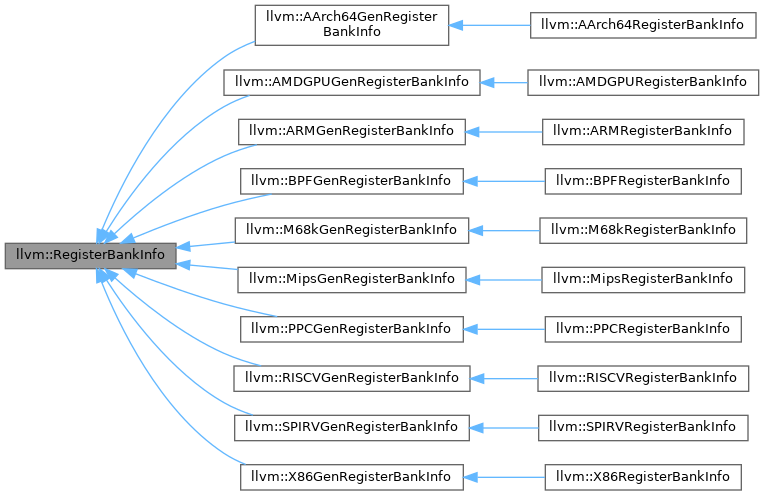 llvm::AArch64GenRegister
BankInfo
llvm::AArch64RegisterBankInfo
llvm::AMDGPUGenRegisterBankInfo
llvm::AMDGPURegisterBankInfo
llvm::ARMGenRegisterBankInfo
llvm::ARMRegisterBankInfo
llvm::BPFGenRegisterBankInfo
llvm::BPFRegisterBankInfo
llvm::M68kGenRegisterBankInfo
llvm::M68kRegisterBankInfo
llvm::RegisterBankInfo
llvm::MipsGenRegisterBankInfo
llvm::MipsRegisterBankInfo
llvm::PPCGenRegisterBankInfo
llvm::PPCRegisterBankInfo
llvm::RISCVGenRegisterBankInfo
llvm::RISCVRegisterBankInfo
llvm::SPIRVGenRegisterBankInfo
llvm::SPIRVRegisterBankInfo
llvm::X86GenRegisterBankInfo
llvm::X86RegisterBankInfo